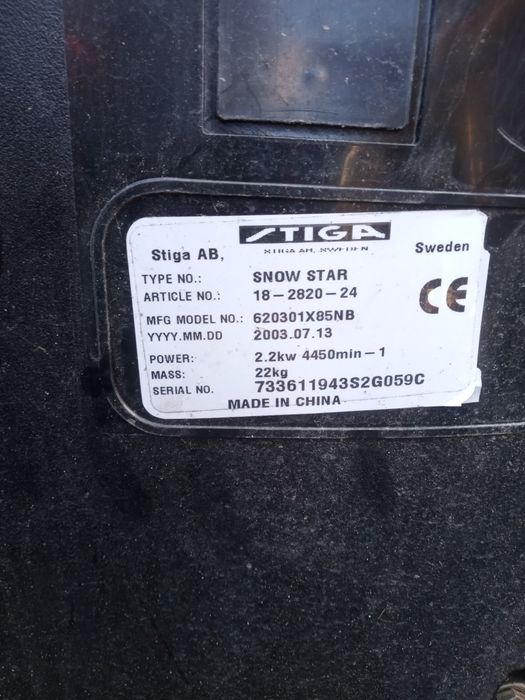 STIGA
Stiga AB, STIGA AB, SWEDEN Sweden
TYPE NO.: SNOW STAR
ARTICLE NO.: 18-2820-24
CE
MFG MODEL NO.: 620301X85NB
YYYY.MM.DD 2003.07.13
POWER: 2.2kw 4450min-1
MASS: 22kg
SERIAL NO. 733611943S2G059C
MADE IN CHINA